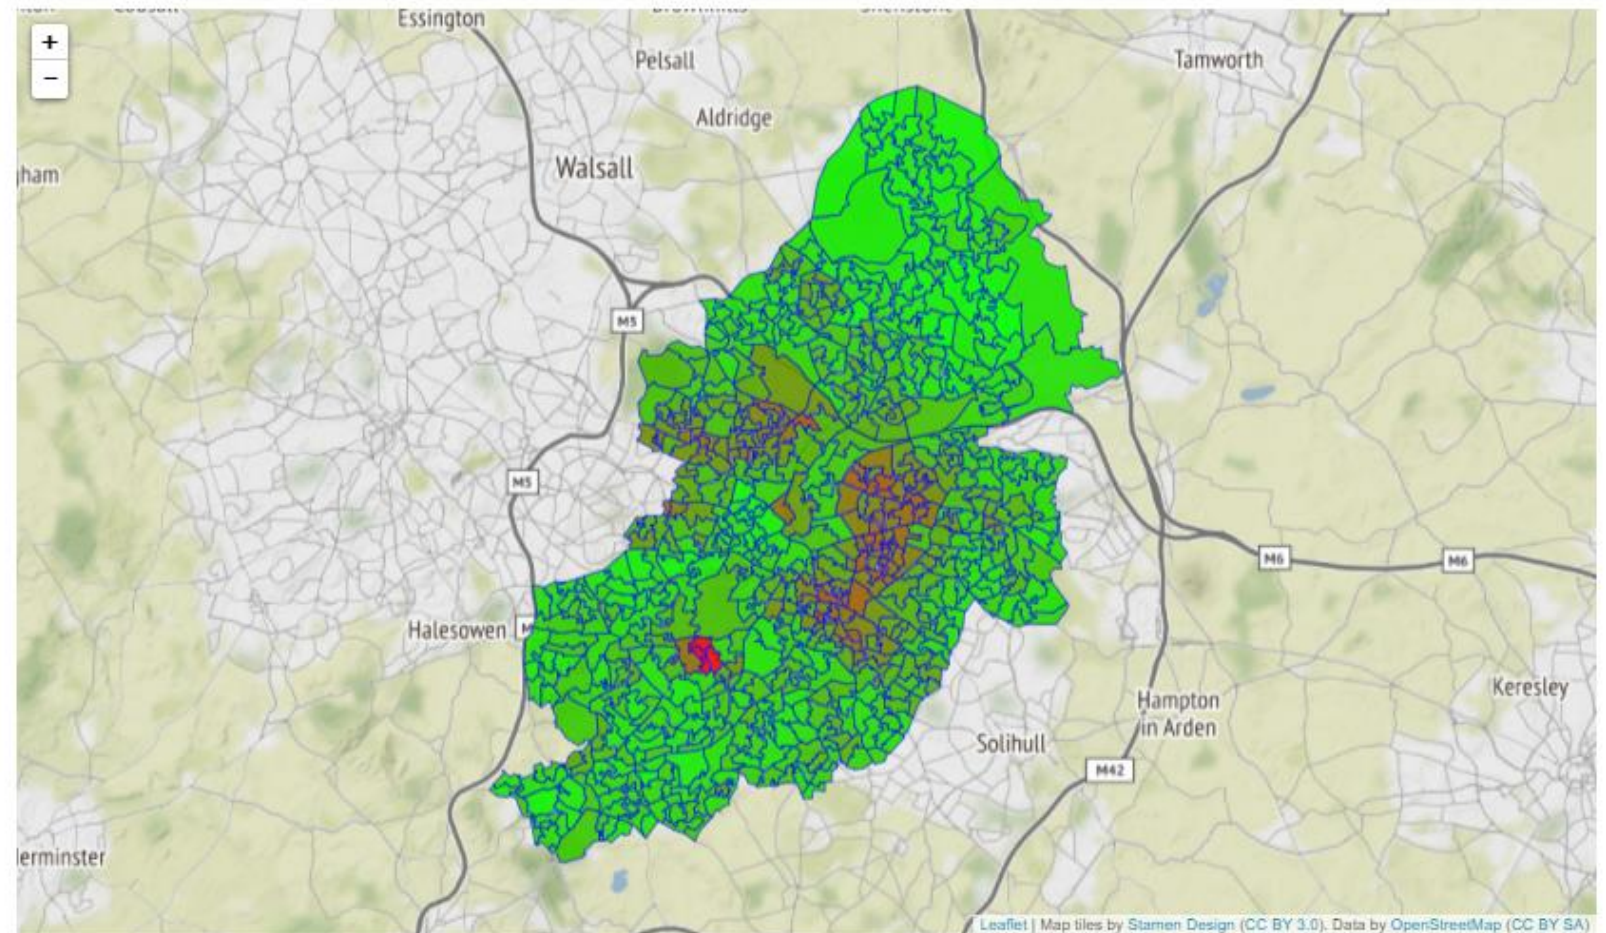 Essington
Pelsall
Tamworth
+
−
Aldridge
Walsall
gham
M5
M5
M6
M6
Halesowen
M
Keresley
Hampton
in Arden
Solihull
M42
lerminster
Leaflet | Map tiles by Stamen Design (CC BY 3.0). Data by OpenStreetMap (CC BY SA)